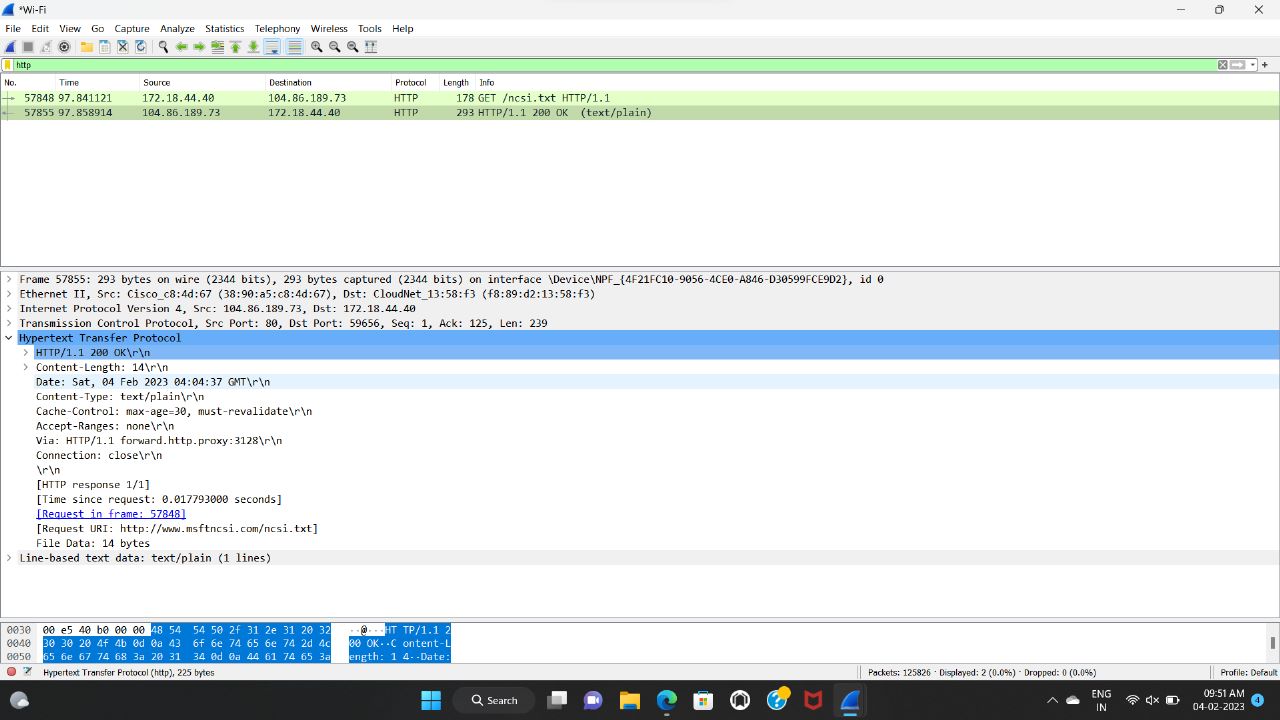 *Wi-Fi
File Edit View Go Capture Analyze Statistics Telephony Wireless Tools Help
http
No. Time Source Destination Protocol Length Info
57848 97.841121 172.18.44.40 104.86.189.73 HTTP 178 GET /ncsi.txt HTTP/1.1
57855 97.858914 104.86.189.73 172.18.44.40 HTTP 293 HTTP/1.1 200 OK (text/plain)
Frame 57855: 293 bytes on wire (2344 bits), 293 bytes captured (2344 bits) on interface \Device\NPF_{4F21FC10-9056-4CE0-A846-D30599FCE9D2}, id 0
Ethernet II, Src: Cisco_c8:4d:67 (38:90:a5:c8:4d:67), Dst: CloudNet_13:58:f3 (f8:89:d2:13:58:f3)
Internet Protocol Version 4, Src: 104.86.189.73, Dst: 172.18.44.40
Transmission Control Protocol, Src Port: 80, Dst Port: 59656, Seq: 1, Ack: 125, Len: 239
Hypertext Transfer Protocol
HTTP/1.1 200 OK\r\n
Content-Length: 14\r\n
Date: Sat, 04 Feb 2023 04:04:37 GMT\r\n
Content-Type: text/plain\r\n
Cache-Control: max-age=30, must-revalidate\r\n
Accept-Ranges: none\r\n
Via: HTTP/1.1 forward.http.proxy:3128\r\n
Connection: close\r\n
\r\n
[HTTP response 1/1]
[Time since request: 0.017793000 seconds]
[Request in frame: 57848]
[Request URI: http://www.msftncsi.com/ncsi.txt]
File Data: 14 bytes
Line-based text data: text/plain (1 lines)
0030 00 e5 40 b0 00 00 48 54 54 50 2f 31 2e 31 20 32 ··@···HT TP/1.1 2
0040 30 30 20 4f 4b 0d 0a 43 6f 6e 74 65 6e 74 2d 4c 00 OK··C ontent-L
0050 65 6e 67 74 68 3a 20 31 34 0d 0a 44 61 74 65 3a ength: 1 4··Date:
Hypertext Transfer Protocol (http), 225 bytes Packets: 125826 · Displayed: 2 (0.0%) · Dropped: 0 (0.0%) Profile: Default
Search ENG IN 09:51 AM 04-02-2023 4